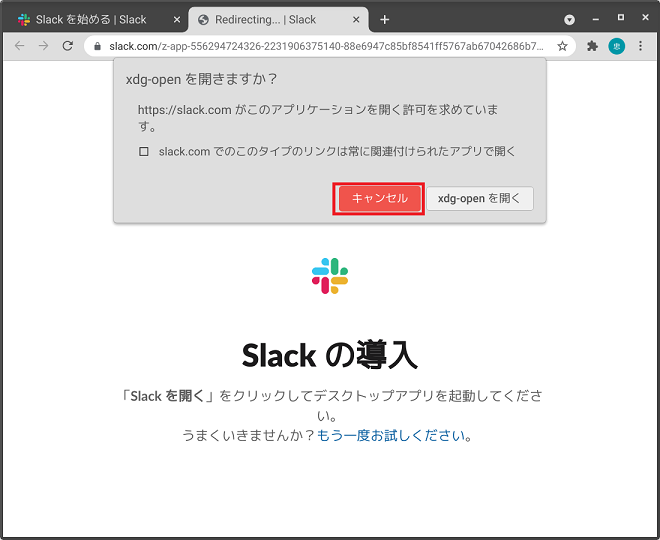 Slack を始める | Slack
Redirecting... | Slack
slack.com/z-app-556294724326-2231906375140-88e6947c85bf8541ff5767ab67042686b7...
忠
xdg-open を開きますか？
https://slack.com がこのアプリケーションを開く許可を求めていま
す。
slack.com でのこのタイプのリンクは常に関連付けられたアプリで開く
キャンセル
xdg-open を開く
Slack の導入
「Slack を開く」をクリックしてデスクトップアプリを起動してくださ
い。
うまくいきませんか？もう一度お試しください。